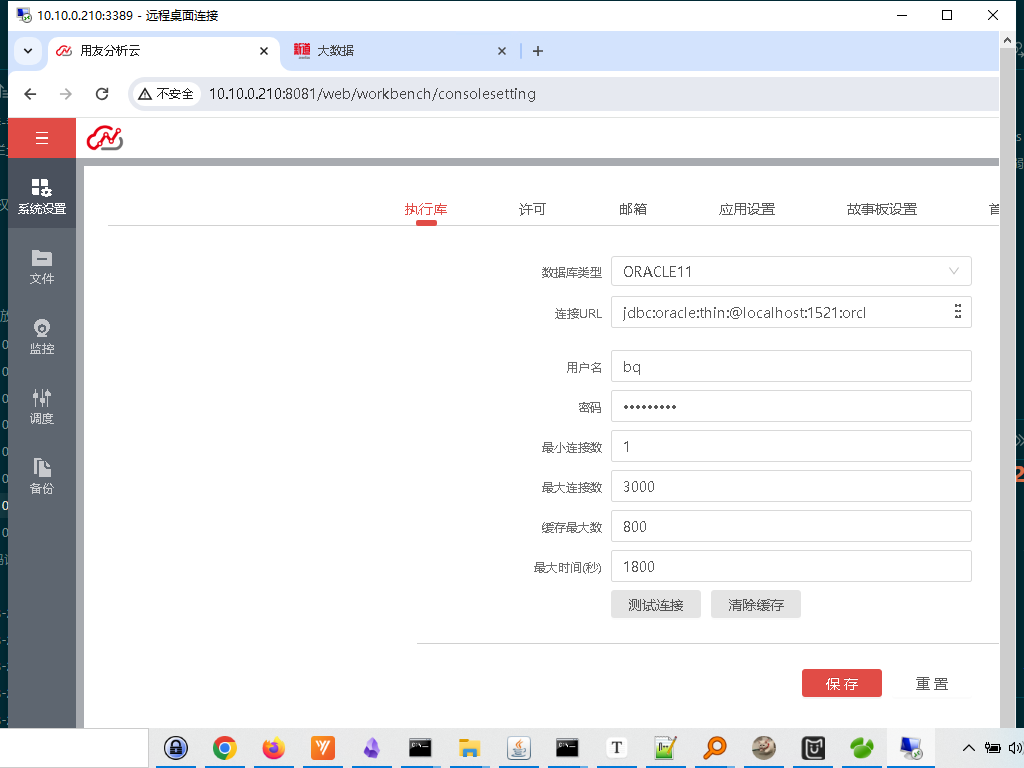 10.10.0.210:3389 - 远程桌面连接
用友分析云
新道 大数据
不安全 10.10.0.210:8081/web/workbench/consolesetting
系统设置
文件
监控
调度
备份
执行库 许可 邮箱 应用设置 故事板设置
数据库类型 ORACLE11
连接URL jdbc:oracle:thin:@localhost:1521:orcl
用户名 bq
密码 •••••••••
最小连接数 1
最大连接数 3000
缓存最大数 800
最大时间(秒) 1800
测试连接 清除缓存
保存 重置